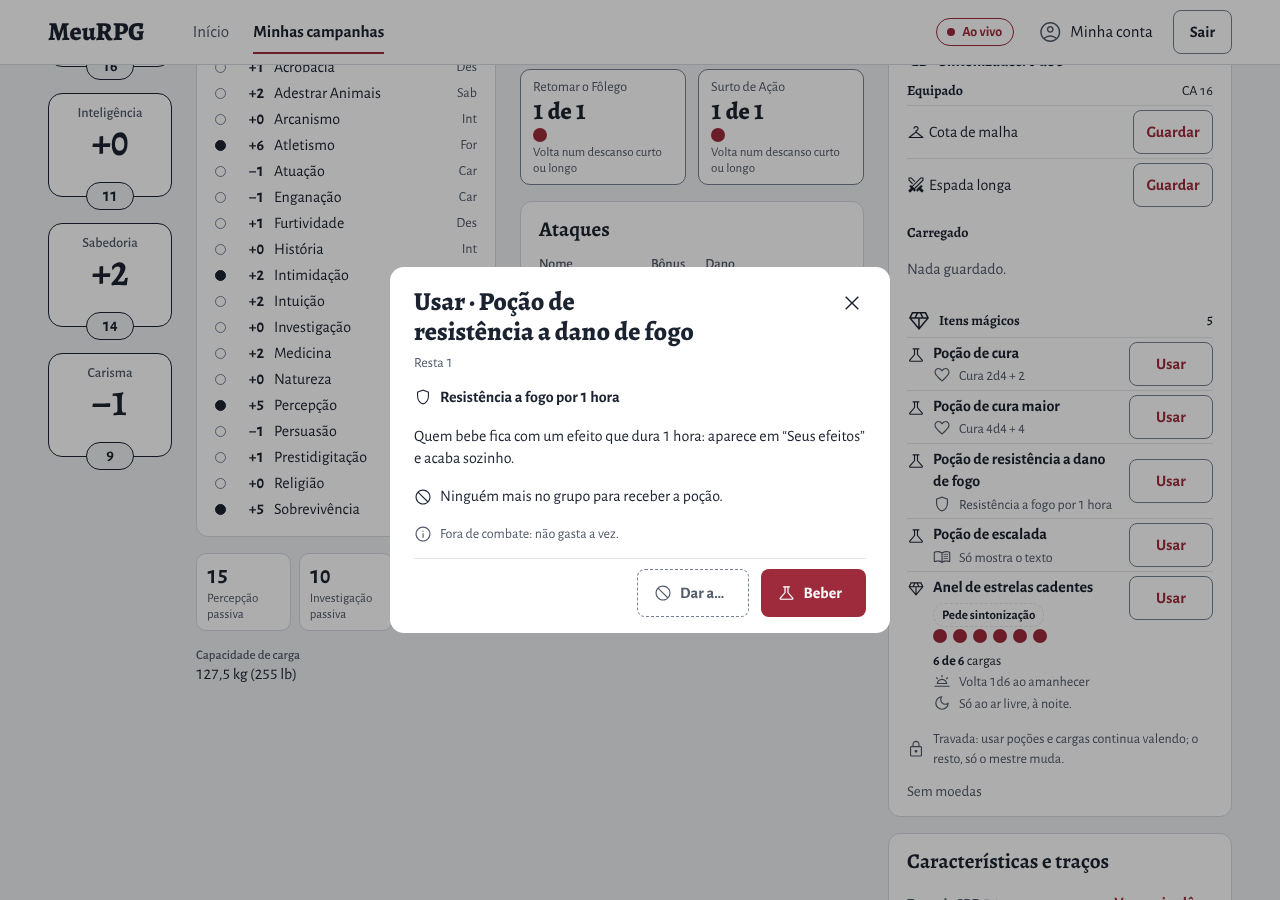 MeuRPG
Início
Minhas campanhas
Ao vivo
Minha conta
Sair
16
Inteligência
+0
11
Sabedoria
+2
14
Carisma
−1
9
+1 Acrobacia Des
+2 Adestrar Animais Sab
+0 Arcanismo Int
+6 Atletismo For
−1 Atuação Car
−1 Enganação Car
+1 Furtividade Des
+0 História Int
+2 Intimidação
+2 Intuição
+0 Investigação
+2 Medicina
+0 Natureza
+5 Percepção
−1 Persuasão
+1 Prestidigitação
+0 Religião
+5 Sobrevivência
15
Percepção
passiva
10
Investigação
passiva
Capacidade de carga
127,5 kg (255 lb)
Retomar o Fôlego
1 de 1
Volta num descanso curto
ou longo
Surto de Ação
1 de 1
Volta num descanso curto
ou longo
Ataques
Nome Bônus Dano
Usar · Poção de
resistência a dano de fogo
Resta 1
Resistência a fogo por 1 hora
Quem bebe fica com um efeito que dura 1 hora: aparece em “Seus efeitos”
e acaba sozinho.
Ninguém mais no grupo para receber a poção.
Fora de combate: não gasta a vez.
Dar a…
Beber
Equipado CA 16
Cota de malha Guardar
Espada longa Guardar
Carregado
Nada guardado.
Itens mágicos 5
Poção de cura
Cura 2d4 + 2
Usar
Poção de cura maior
Cura 4d4 + 4
Usar
Poção de resistência a dano
de fogo
Resistência a fogo por 1 hora
Usar
Poção de escalada
Só mostra o texto
Usar
Anel de estrelas cadentes
Usar
Pede sintonização
6 de 6 cargas
Volta 1d6 ao amanhecer
Só ao ar livre, à noite.
Travada: usar poções e cargas continua valendo; o
resto, só o mestre muda.
Sem moedas
Características e traços